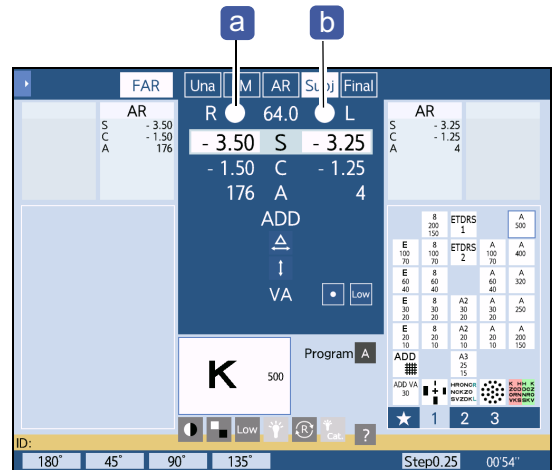 a b
FAR Una M AR Subj Final
AR
S - 3.50
C - 1.50
A 176
R 64.0 L
- 3.50 S - 3.25
- 1.50 C - 1.25
176 A 4
ADD
VA Low
AR
S - 3.25
C - 1.25
A 4
8 200 150 ETDRS 1 A 500
E 100 70 8 100 70 ETDRS 2 A 100 70 A 400
E 60 40 8 60 40 A 60 40 A 320
E 30 20 8 30 20 A2 30 20 A 30 20 A 250
E 20 10 8 20 10 A2 20 10 A 20 10 A 200 150
ADD A3 25 15
ADD VA 30
1 2 3
K 500
Program A
Low R Cat. ?
ID:
180° 45° 90° 135° Step0.25 00'54"